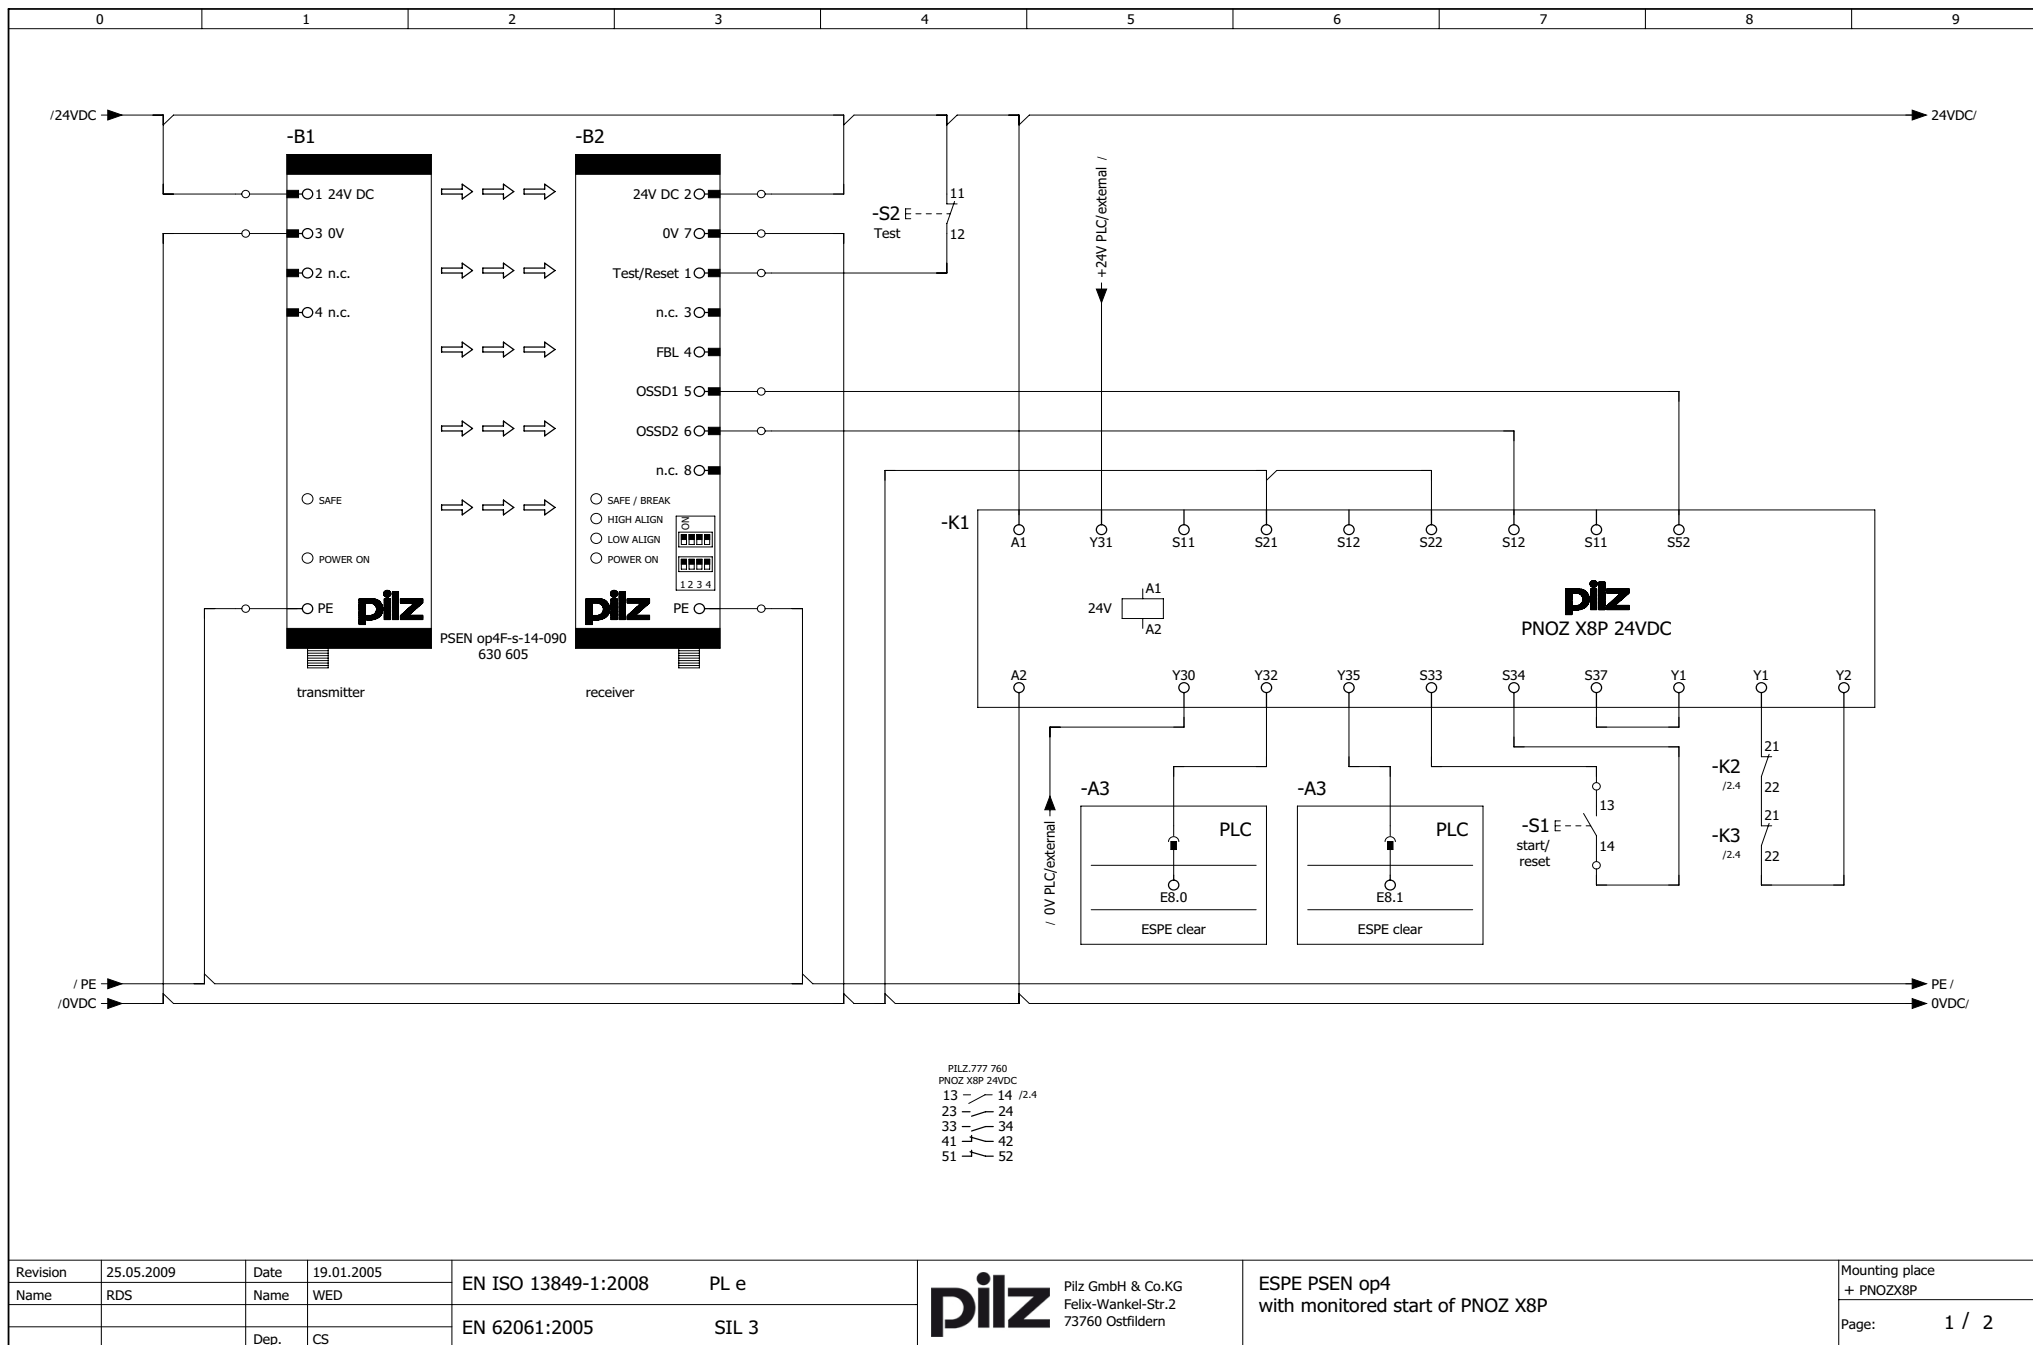 0 1 2 3 4 5 6 7 8 9
/24VDC
24VDC/
-B1
-B2
1 24V DC
3 0V
2 n.c.
4 n.c.
SAFE
POWER ON
PE
pilz
transmitter
PSEN op4F-s-14-090
630 605
24V DC 2
0V 7
Test/Reset 1
n.c. 3
FBL 4
OSSD1 5
OSSD2 6
n.c. 8
SAFE / BREAK
HIGH ALIGN
LOW ALIGN
POWER ON
ON
1 2 3 4
pilz
PE
receiver
-S2
Test
11
12
+24V PLC/external /
-K1
A1 Y31 S11 S21 S12 S22 S12 S11 S52
24V
A1
A2
pilz
PNOZ X8P 24VDC
A2 Y30 Y32 Y35 S33 S34 S37 Y1 Y1 Y2
/ 0V PLC/external
-A3
PLC
E8.0
ESPE clear
-A3
PLC
E8.1
ESPE clear
-S1
start/
reset
13
14
-K2
/2.4
21
22
-K3
/2.4
21
22
/ PE
/0VDC
PE /
0VDC/
PILZ.777 760
PNOZ X8P 24VDC
13 14 /2.4
23 24
33 34
41 42
51 52
Revision 25.05.2009 Date 19.01.2005
Name RDS Name WED
Dep. CS
EN ISO 13849-1:2008 PL e
EN 62061:2005 SIL 3
pilz
Pilz GmbH & Co.KG
Felix-Wankel-Str.2
73760 Ostfildern
ESPE PSEN op4
with monitored start of PNOZ X8P
Mounting place
+ PNOZX8P
Page: 1 / 2